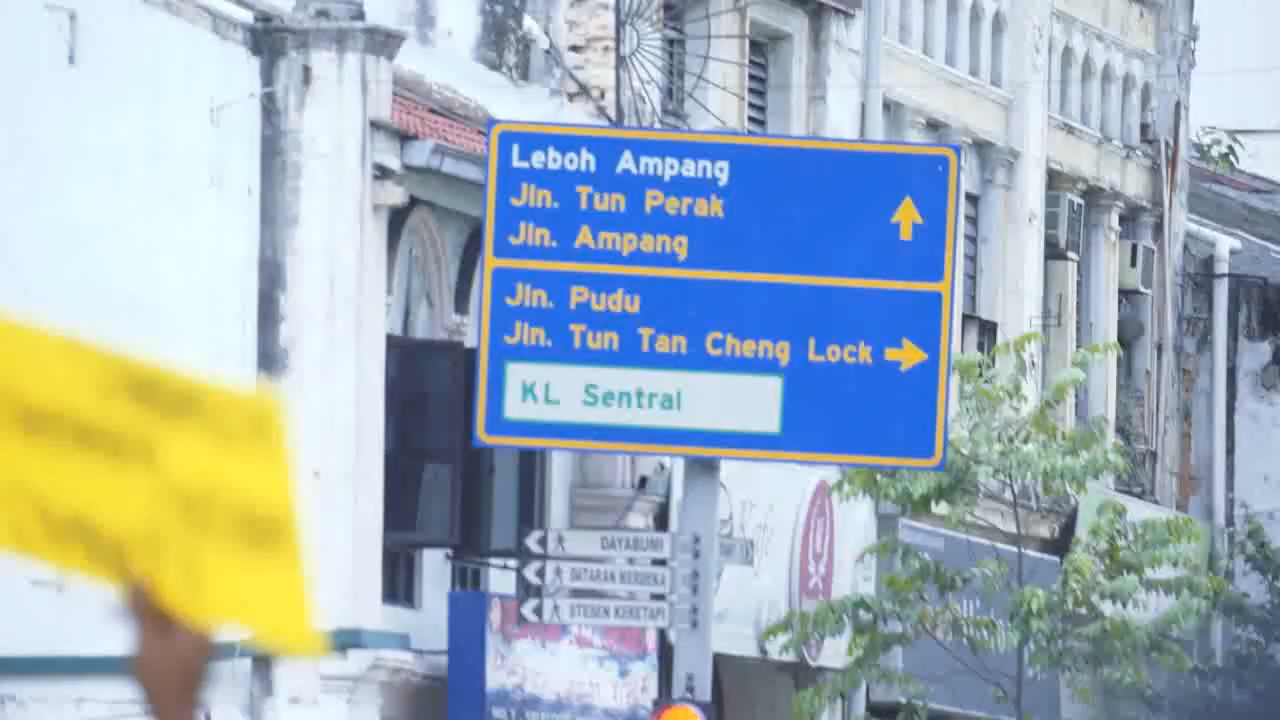 Leboh Ampang
Jln. Tun Perak
Jln. Ampang
Jln. Pudu
Jln. Tun Tan Cheng Lock
KL Sentral
DAYABUMI
DATARAN MERDEKA
STESEN KERETAPI